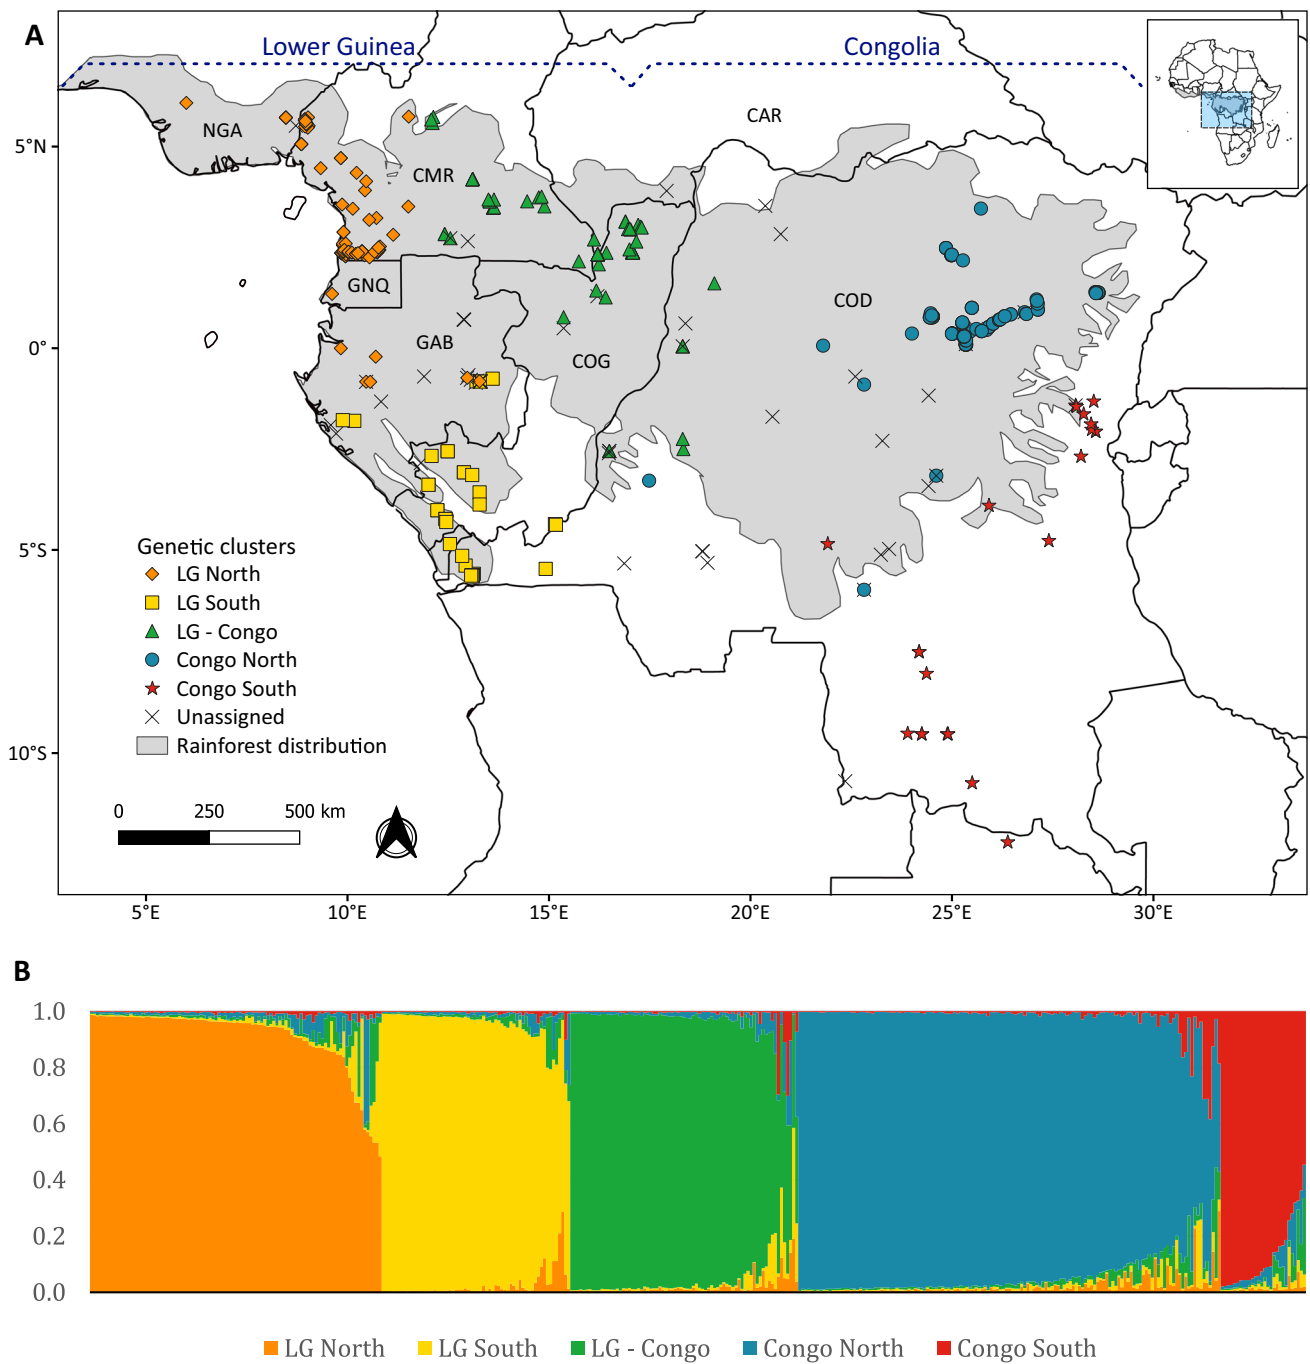 A
Lower Guinea
Congolia
NGA
CAR
CMR
GNQ
GAB
COG
COD
5°N
0°
5°S
10°S
Genetic clusters
LG North
LG South
LG - Congo
Congo North
Congo South
Unassigned
Rainforest distribution
0 250 500 km
5°E 10°E 15°E 20°E 25°E 30°E
B
1.0
0.8
0.6
0.4
0.2
0.0
LG North LG South LG - Congo Congo North Congo South